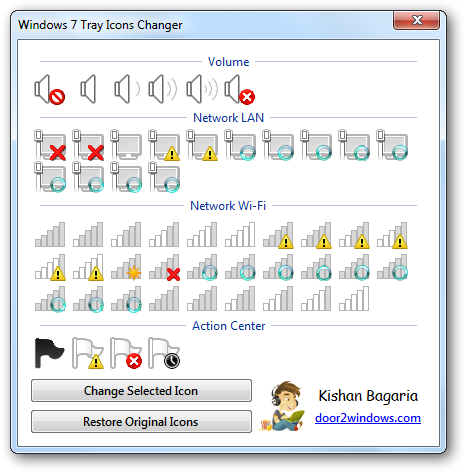 Windows 7 Tray Icons Changer
Volume
Network LAN
Network Wi-Fi
Action Center
Change Selected Icon
Restore Original Icons
Kishan Bagaria
door2windows.com